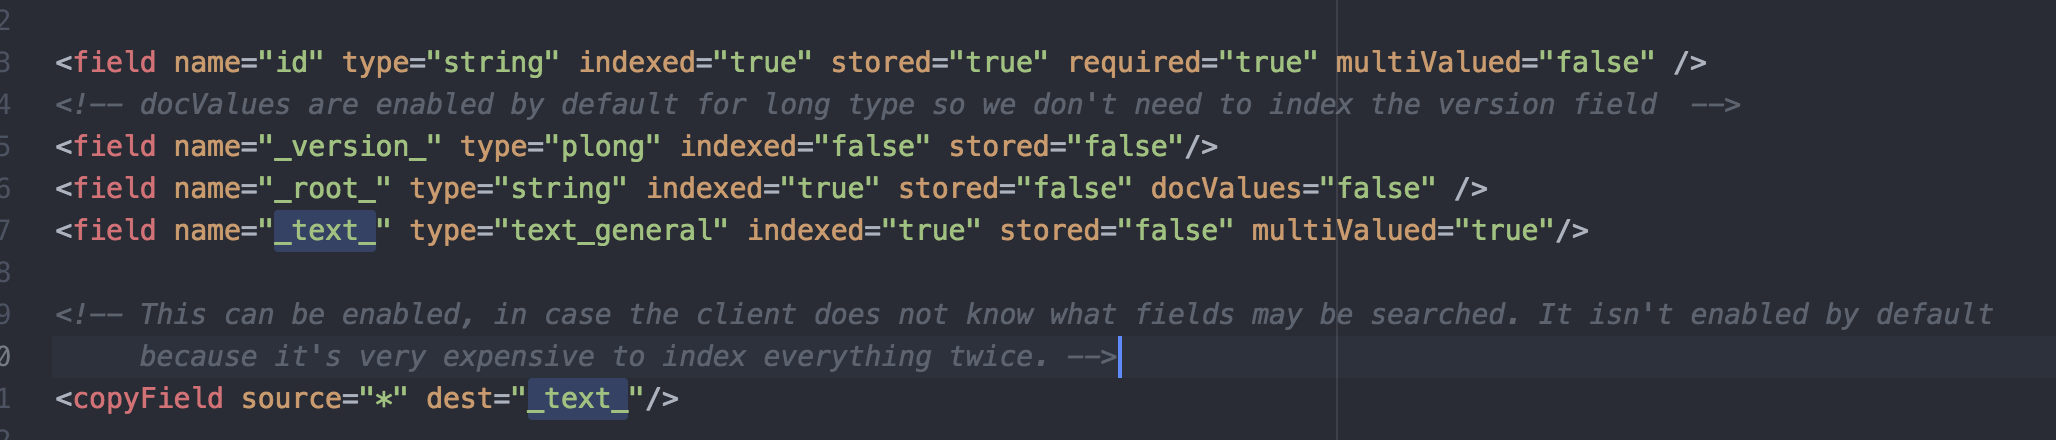 2
3 <field name="id" type="string" indexed="true" stored="true" required="true" multiValued="false" />
4 <!-- docValues are enabled by default for long type so we don't need to index the version field  -->
5 <field name="_version_" type="plong" indexed="false" stored="false"/>
6 <field name="_root_" type="string" indexed="true" stored="false" docValues="false" />
7 <field name="_text_" type="text_general" indexed="true" stored="false" multiValued="true"/>
8
9 <!-- This can be enabled, in case the client does not know what fields may be searched. It isn't enabled by default
0      because it's very expensive to index everything twice. -->
1 <copyField source="*" dest="_text_"/>
2